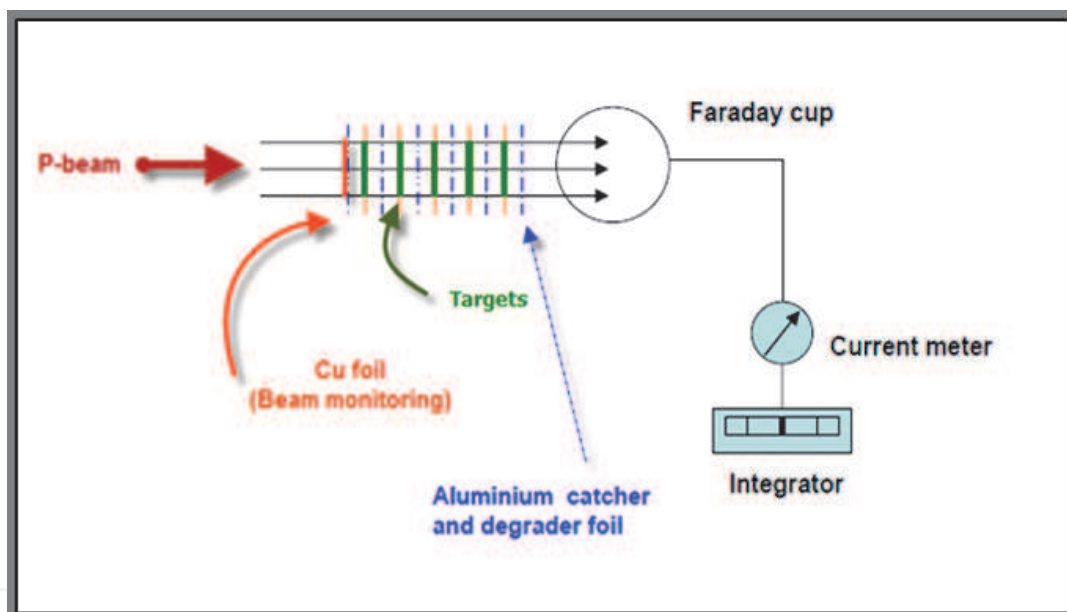 Faraday cup
P-beam
Targets
Cu foil
(Beam monitoring)
Current meter
Aluminium catcher
and degrader foil
Integrator